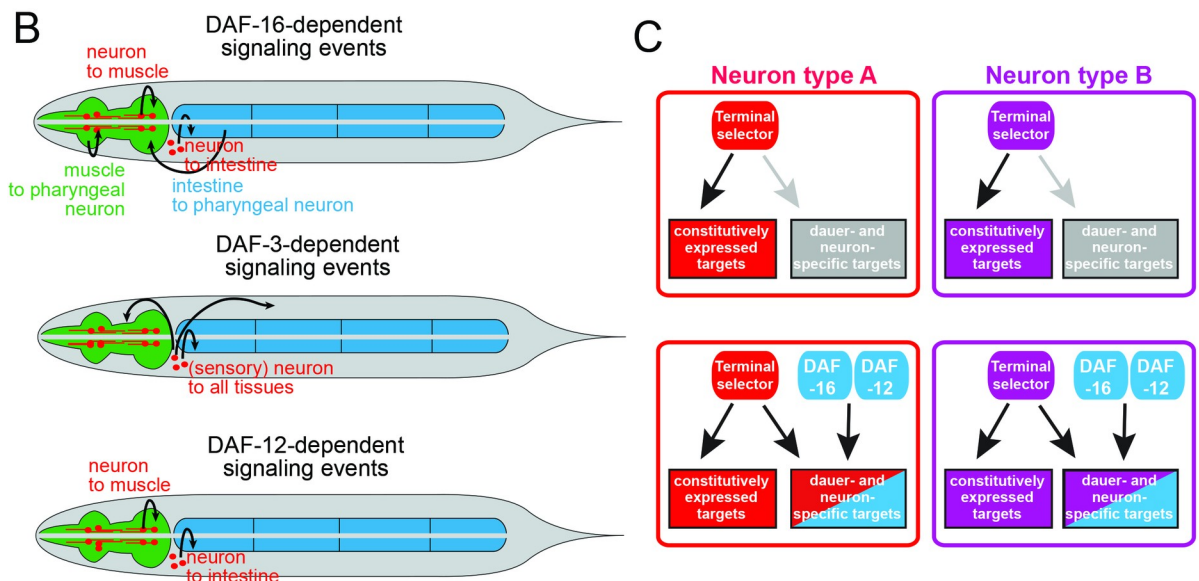 B
DAF-16-dependent
signaling events
neuron
to muscle
neuron
to intestine
muscle
to pharyngeal
neuron
intestine
to pharyngeal neuron
DAF-3-dependent
signaling events
(sensory) neuron
to all tissues
DAF-12-dependent
signaling events
neuron
to muscle
neuron
to intestine
C
Neuron type A
Terminal
selector
constitutively
expressed
targets
dauer- and
neuron-
specific targets
Neuron type B
Terminal
selector
constitutively
expressed
targets
dauer- and
neuron-
specific targets
Terminal
selector
DAF
-16
DAF
-12
constitutively
expressed
targets
dauer- and
neuron-
specific targets
Terminal
selector
DAF
-16
DAF
-12
constitutively
expressed
targets
dauer- and
neuron-
specific targets